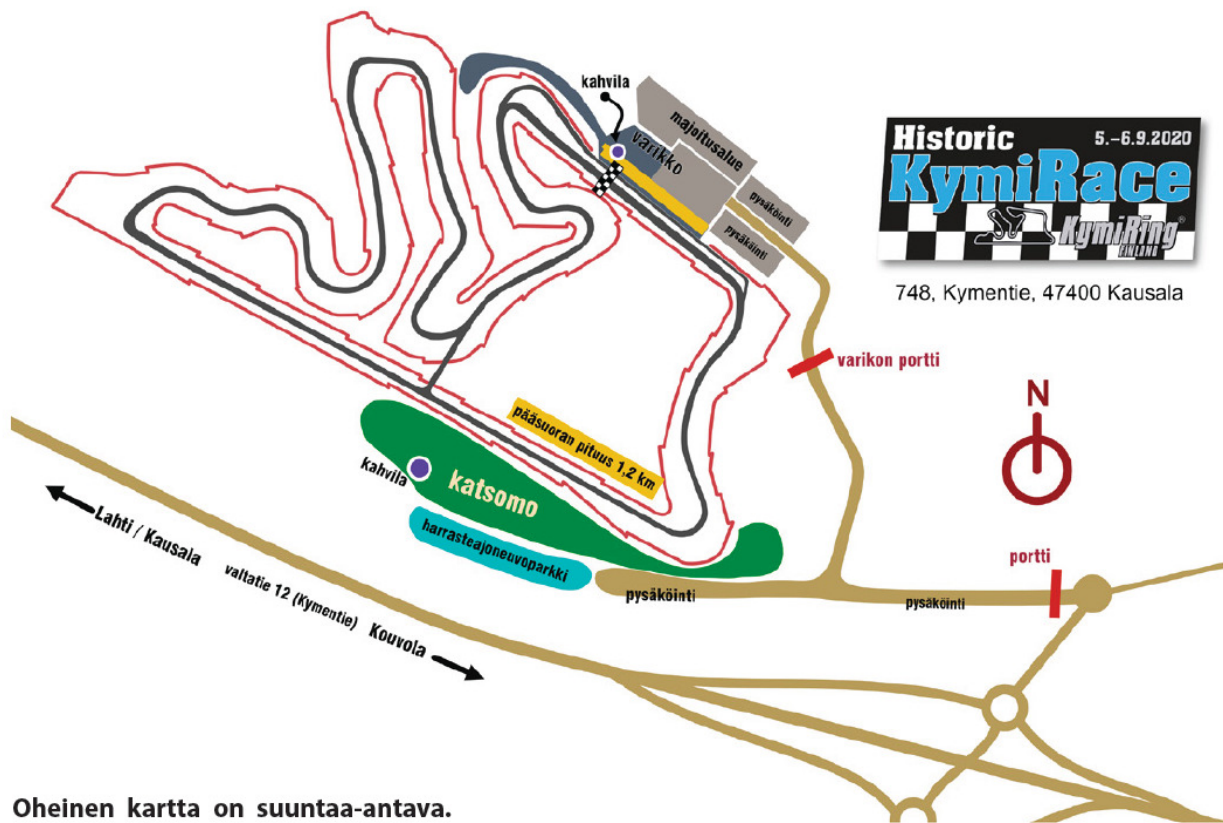 kahvila
varikko
majoitusalue
pysäköinti
pysäköinti
Historic 5.–6.9.2020
KymiRace
KymiRing®
FINLAND
748, Kymentie, 47400 Kausala
varikon portti
N
pääsuoran pituus 1,2 km
kahvila
katsomo
harrasteajoneuvoparkki
Lahti / Kausala valtatie 12 (Kymentie) Kouvola
pysäköinti
pysäköinti
portti
Oheinen kartta on suuntaa-antava.